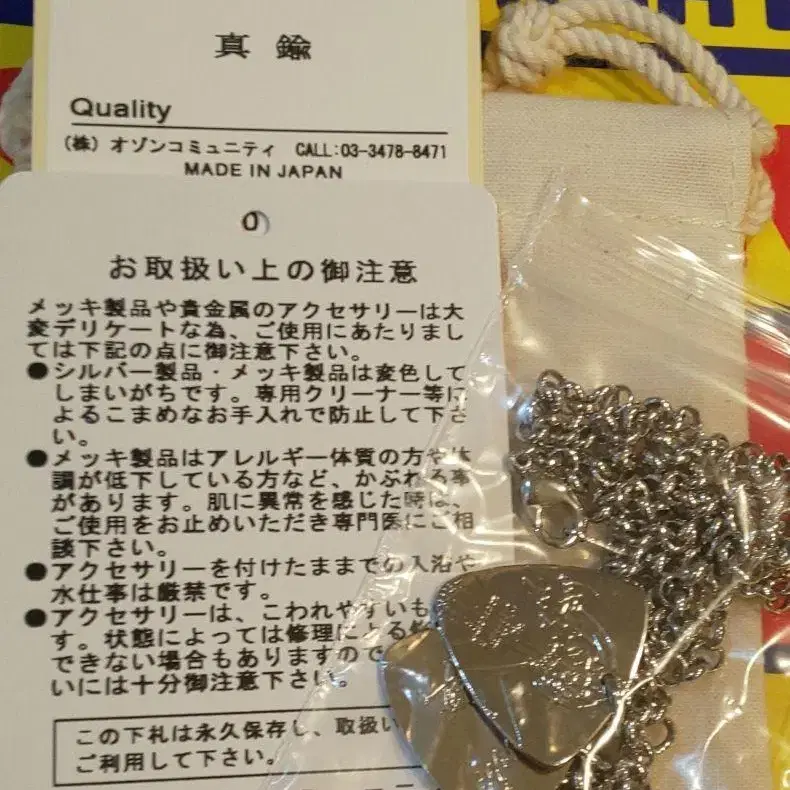 真鍮
Quality
(株) オゾンコミュニティ CALL:03-3478-8471
MADE IN JAPAN
お取扱い上の御注意
メッキ製品や貴金属のアクセサリーは大
変デリケートな為、ご使用にあたりまし
ては下記の点に御注意下さい。
●シルバー製品・メッキ製品は変色して
しまいがちです。専用クリーナー等に
よるこまめなお手入れで防止して下さ
い。
●メッキ製品はアレルギー体質の方や体
調が低下している方など、かぶれる事
があります。肌に異常を感じた時は、
ご使用をお止めいただき専門医にご相
談下さい。
●アクセサリーを付けたままでの入浴や
水仕事は厳禁です。
●アクセサリーは、こわれやすいも
す。状態によっては修理による
できない場合もありますので
いには十分御注意下さい。
この下札は永久保存し、取扱い
ご利用して下さい。